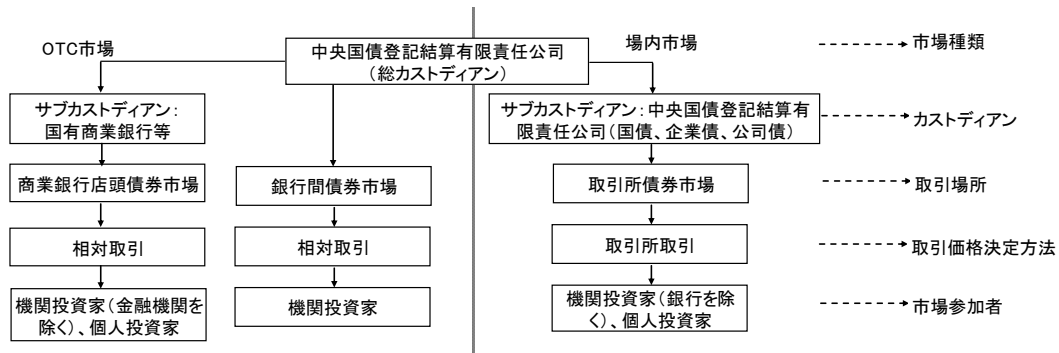 OTC市場
中央国債登記結算有限責任公司
（総カストディアン）
場内市場
市場種類
サブカストディアン：
国有商業銀行等
サブカストディアン：中央国債登記結算有
限責任公司（国債、企業債、公司債）
カストディアン
商業銀行店頭債券市場
銀行間債券市場
取引所債券市場
取引場所
相対取引
相対取引
取引所取引
取引価格決定方法
機関投資家（金融機関を
除く）、個人投資家
機関投資家
機関投資家（銀行を除
く）、個人投資家
市場参加者